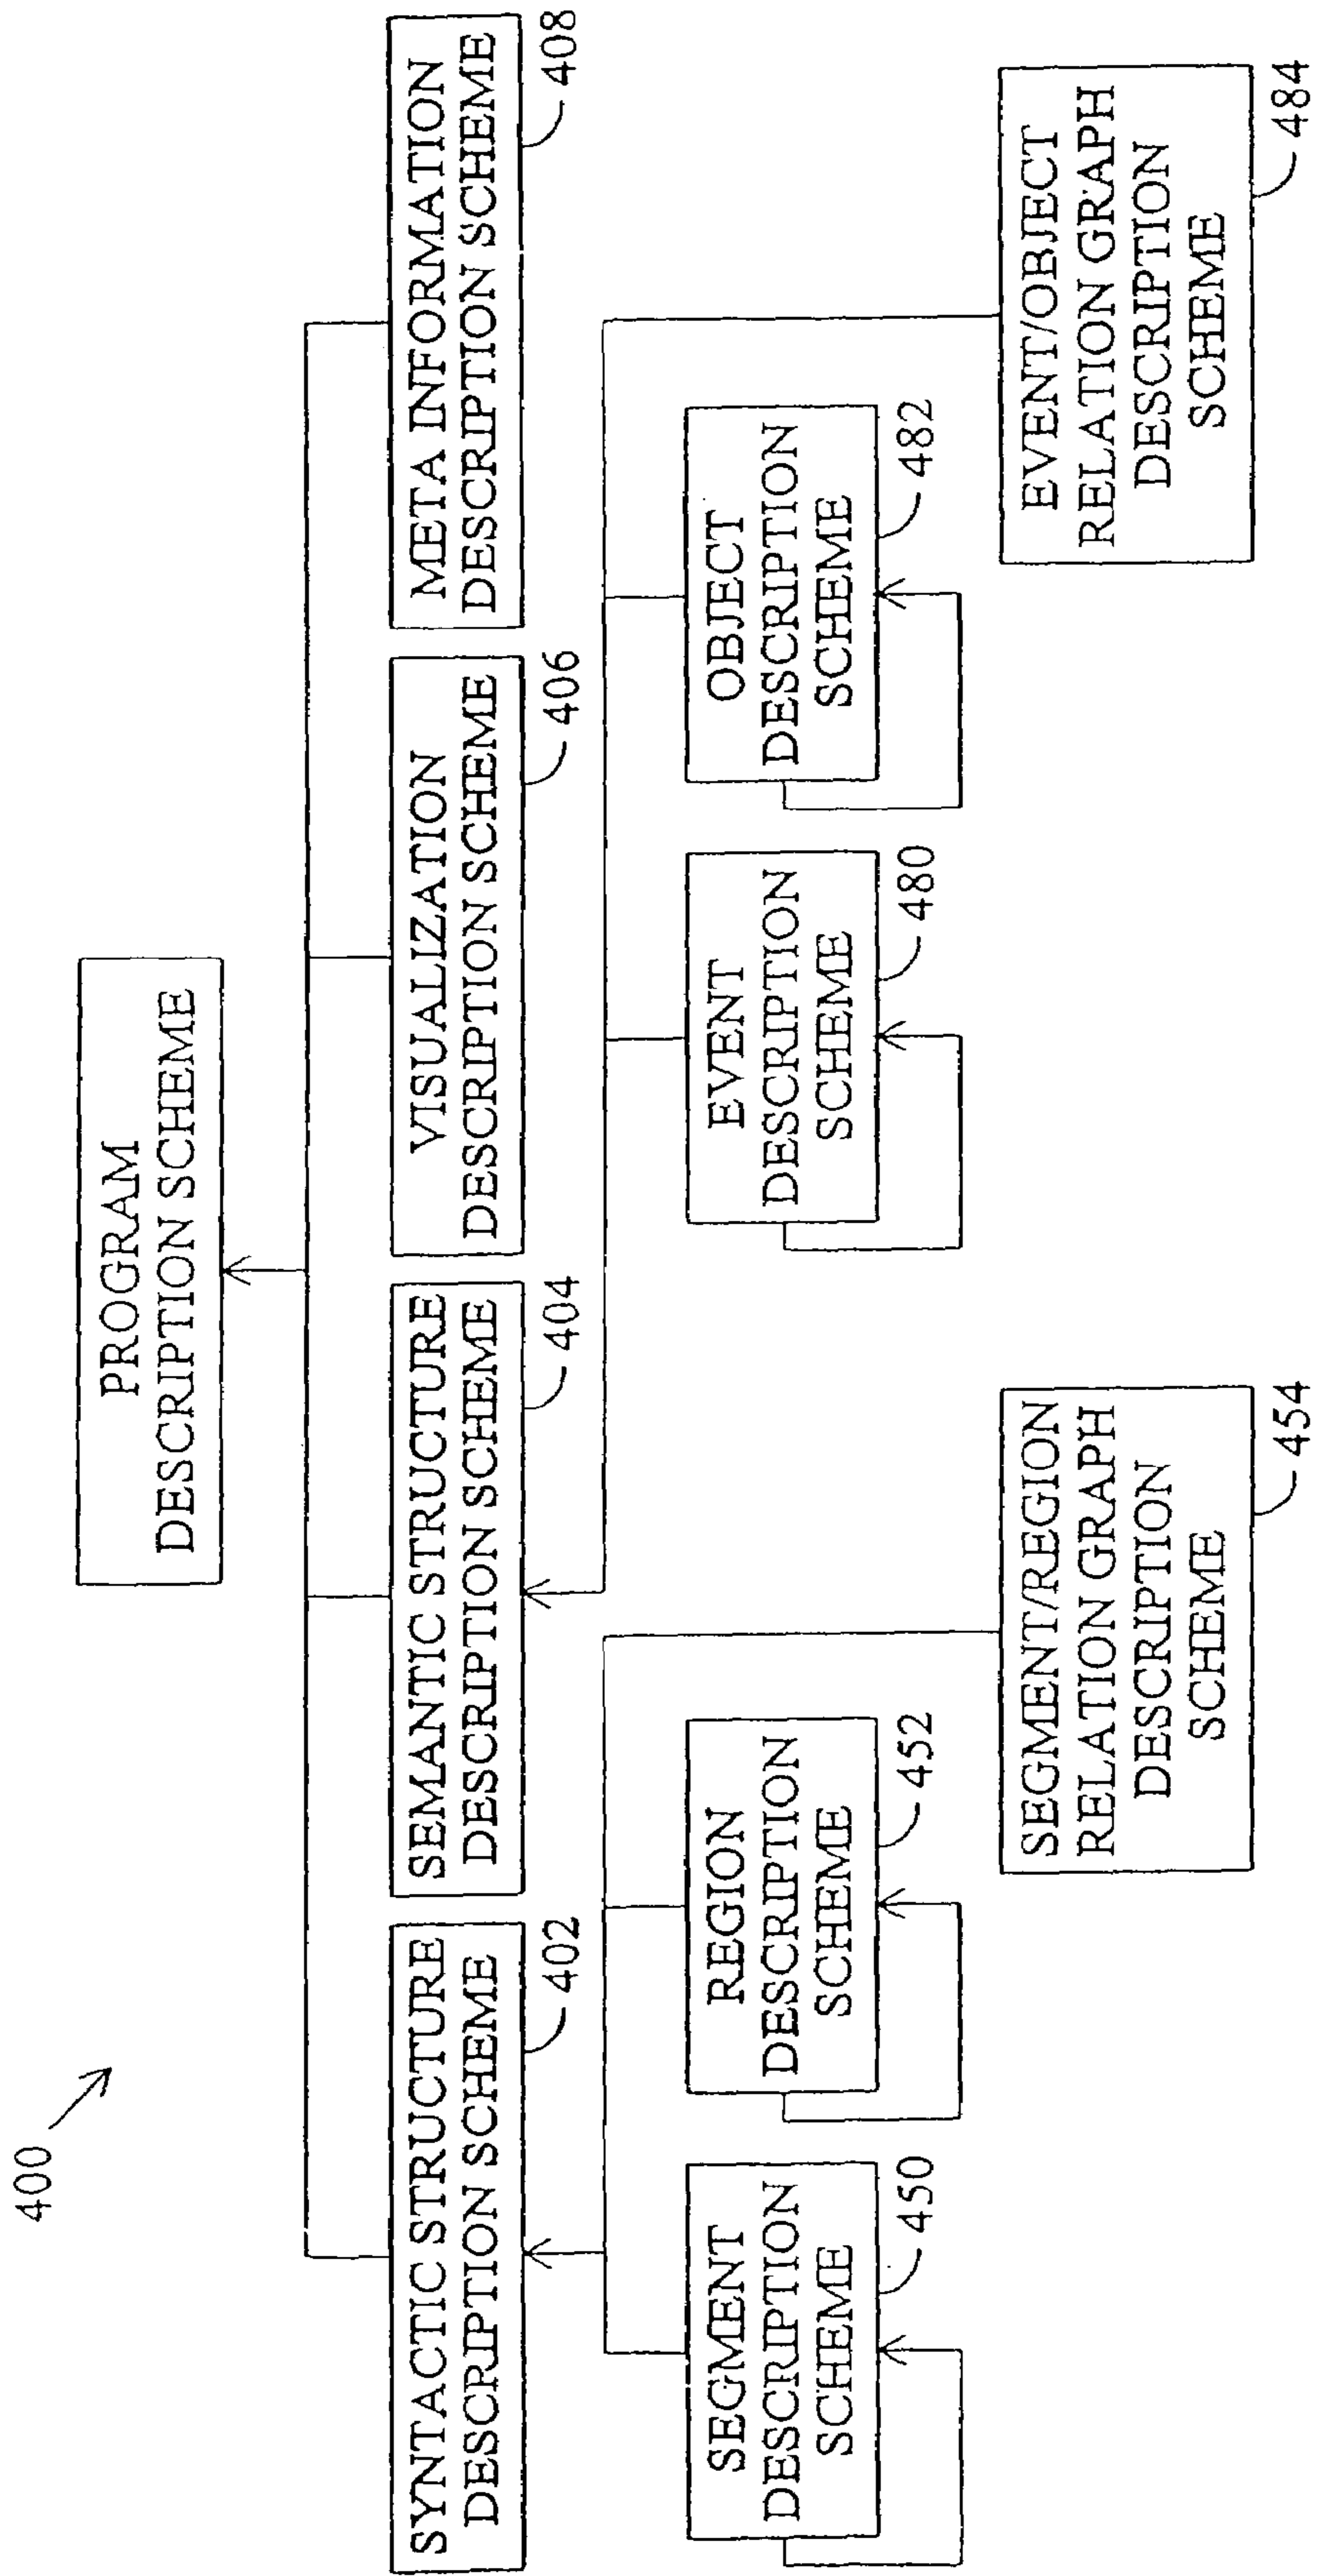 400
PROGRAM
DESCRIPTION SCHEME
SYNTACTIC STRUCTURE
DESCRIPTION SCHEME
402
SEMANTIC STRUCTURE
DESCRIPTION SCHEME
404
VISUALIZATION
DESCRIPTION SCHEME
406
META INFORMATION
DESCRIPTION SCHEME
408
SEGMENT
DESCRIPTION
SCHEME
450
REGION
DESCRIPTION
SCHEME
452
EVENT
DESCRIPTION
SCHEME
480
OBJECT
DESCRIPTION
SCHEME
482
SEGMENT/REGION
RELATION GRAPH
DESCRIPTION
SCHEME
454
EVENT/OBJECT
RELATION GRAPH
DESCRIPTION
SCHEME
484